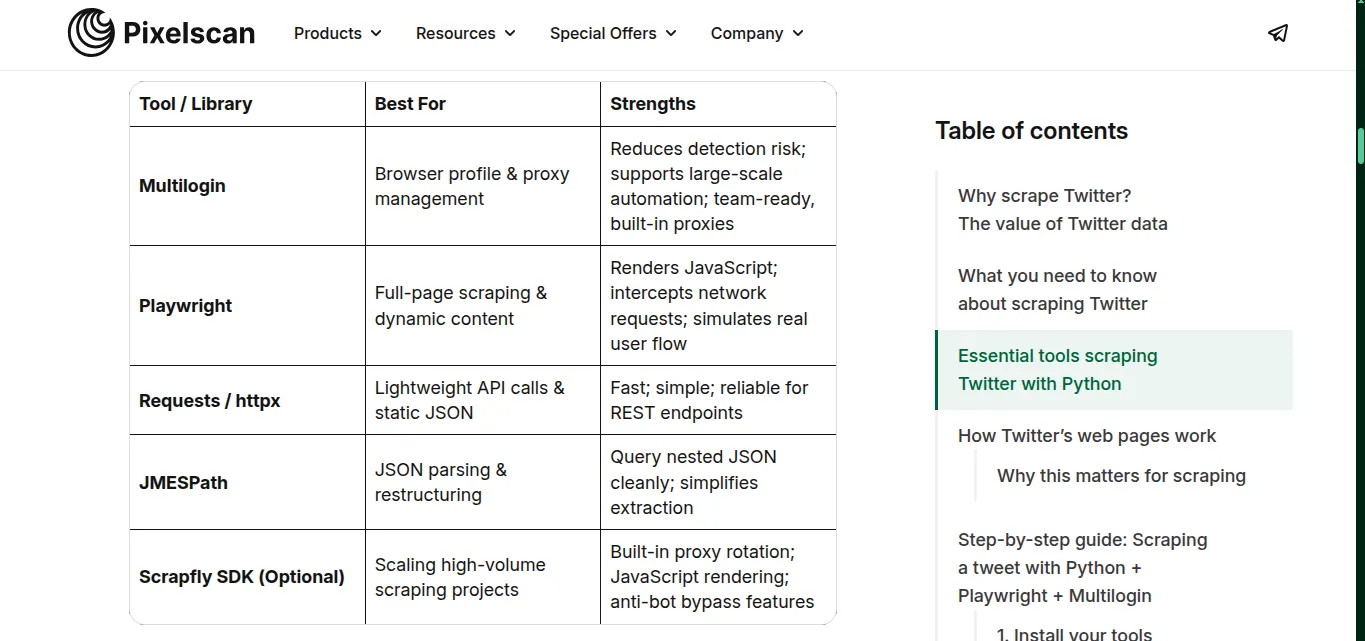 Pixelscan
Products
Resources
Special Offers
Company
Tool / Library
Best For
Strengths
Multilogin
Browser profile & proxy
management
Reduces detection risk;
supports large-scale
automation; team-ready,
built-in proxies
Playwright
Full-page scraping &
dynamic content
Renders JavaScript;
intercepts network
requests; simulates real
user flow
Requests / httpx
Lightweight API calls &
static JSON
Fast; simple; reliable for
REST endpoints
JMESPath
JSON parsing &
restructuring
Query nested JSON
cleanly; simplifies
extraction
Scrapfly SDK (Optional)
Scaling high-volume
scraping projects
Built-in proxy rotation;
JavaScript rendering;
anti-bot bypass features
Table of contents
Why scrape Twitter?
The value of Twitter data
What you need to know
about scraping Twitter
Essential tools scraping
Twitter with Python
How Twitter’s web pages work
Why this matters for scraping
Step-by-step guide: Scraping
a tweet with Python +
Playwright + Multilogin
1. Install your tools